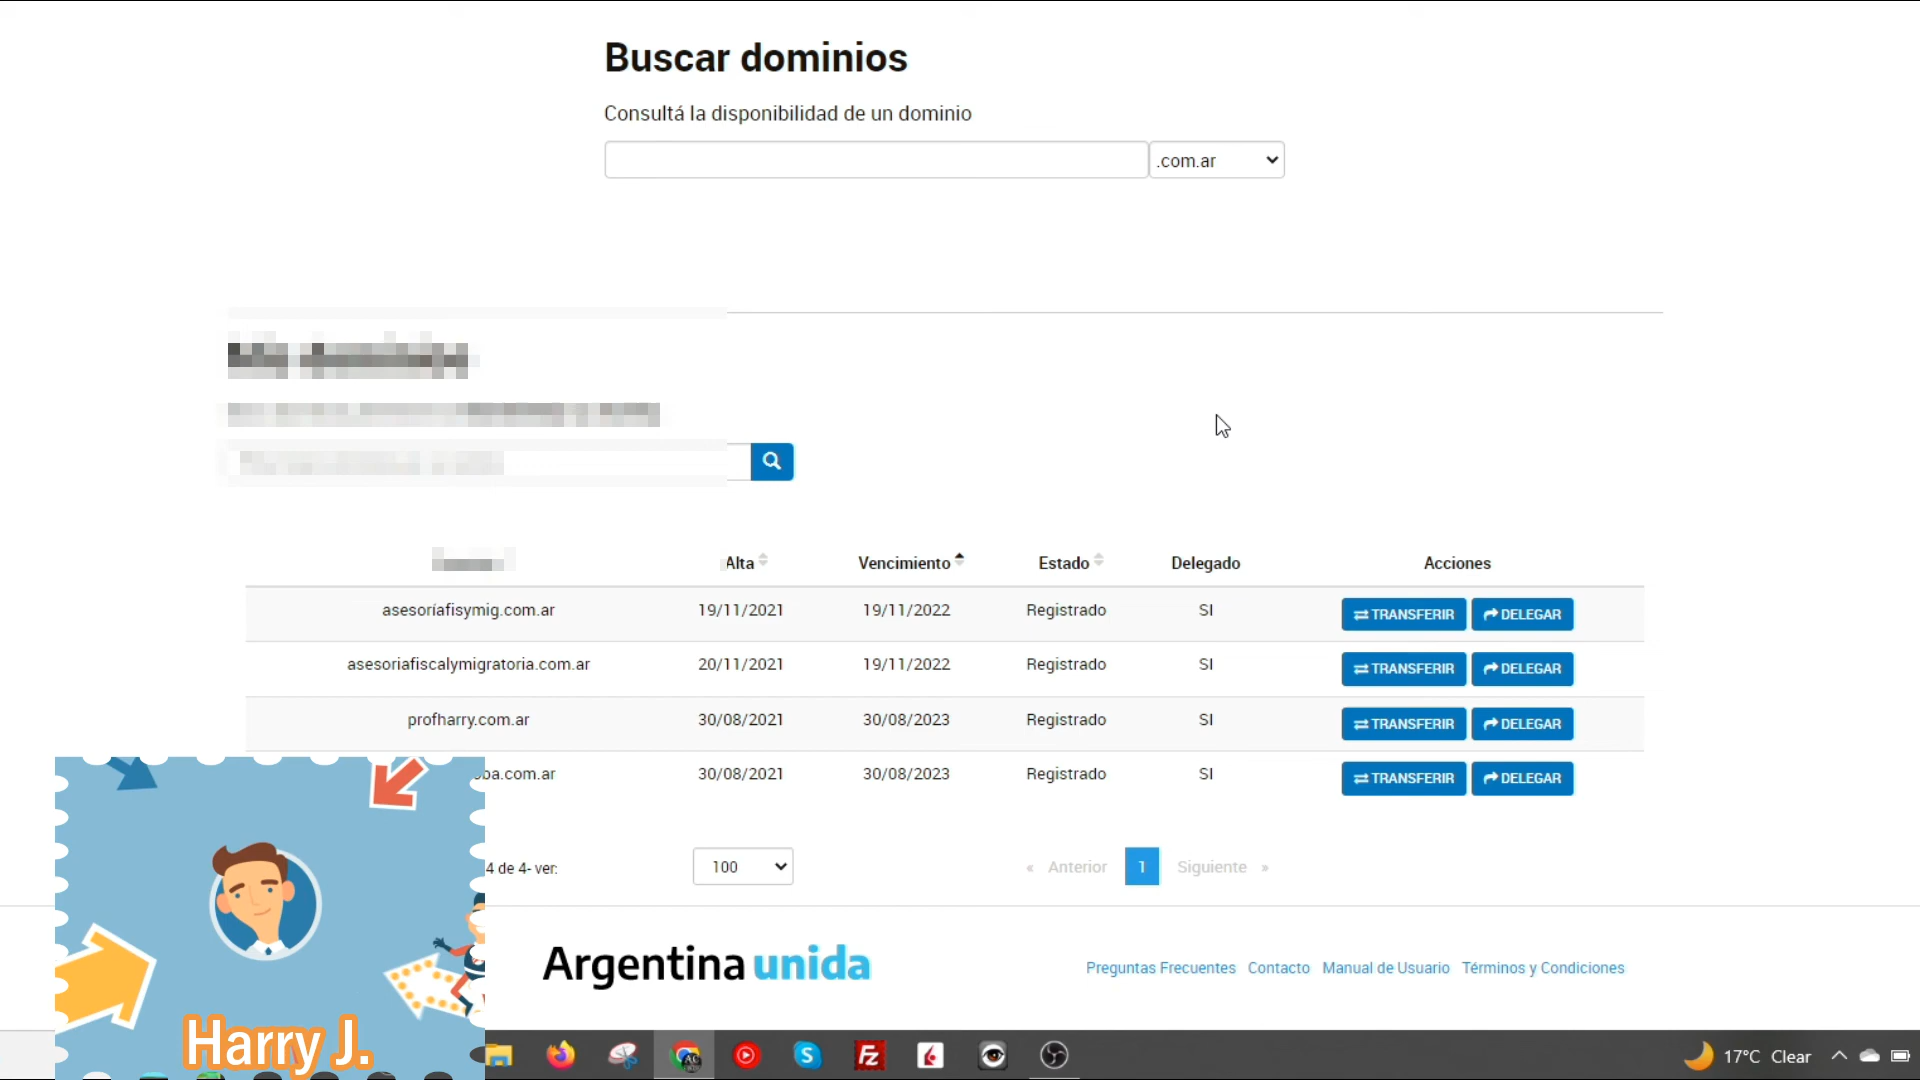 Buscar dominios
Consultá la disponibilidad de un dominio
.com.ar
Alta Vencimiento Estado Delegado Acciones
asesoríafisymig.com.ar 19/11/2021 19/11/2022 Registrado SI TRANSFERIR DELEGAR
asesoriafiscalymigratoria.com.ar 20/11/2021 19/11/2022 Registrado SI TRANSFERIR DELEGAR
profharry.com.ar 30/08/2021 30/08/2023 Registrado SI TRANSFERIR DELEGAR
oba.com.ar 30/08/2021 30/08/2023 Registrado SI TRANSFERIR DELEGAR
4 de 4- ver: 100 « Anterior 1 Siguiente »
Argentina unida
Preguntas Frecuentes Contacto Manual de Usuario Términos y Condiciones
Harry J.
17°C Clear